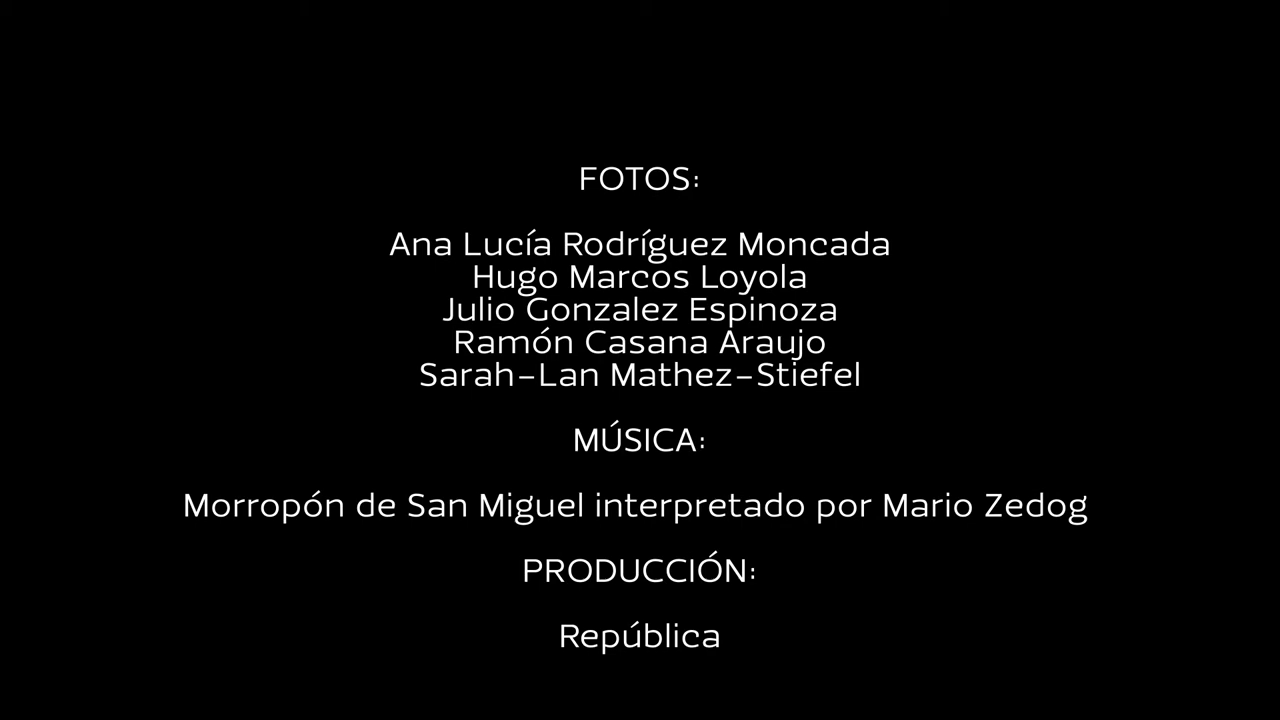 FOTOS:
Ana Lucía Rodríguez Moncada
Hugo Marcos Loyola
Julio Gonzalez Espinoza
Ramón Casana Araujo
Sarah-Lan Mathez-Stiefel
MÚSICA:
Morropón de San Miguel interpretado por Mario Zedog
PRODUCCIÓN:
República